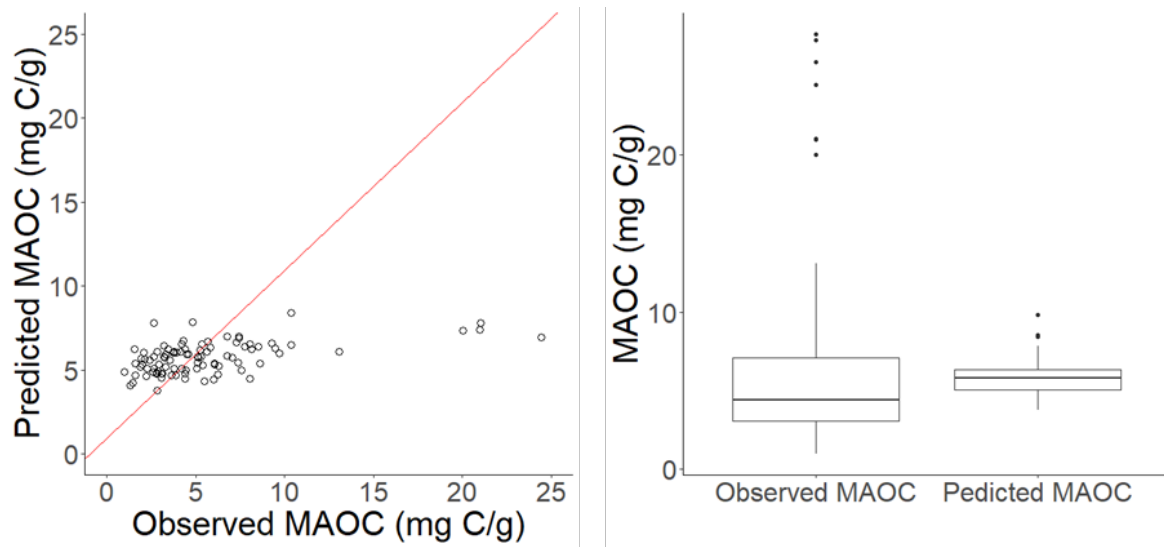 Predicted MAOC (mg C/g)
25
20
15
10
5
0
0 5 10 15 20 25
Observed MAOC (mg C/g)
MAOC (mg C/g)
20
10
0
Observed MAOC Pedicted MAOC